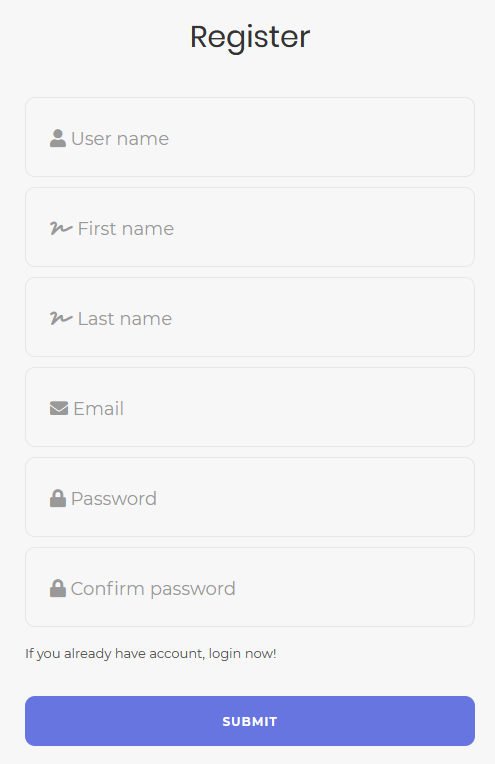 Register
User name
First name
Last name
Email
Password
Confirm password
If you already have account, login now!
SUBMIT